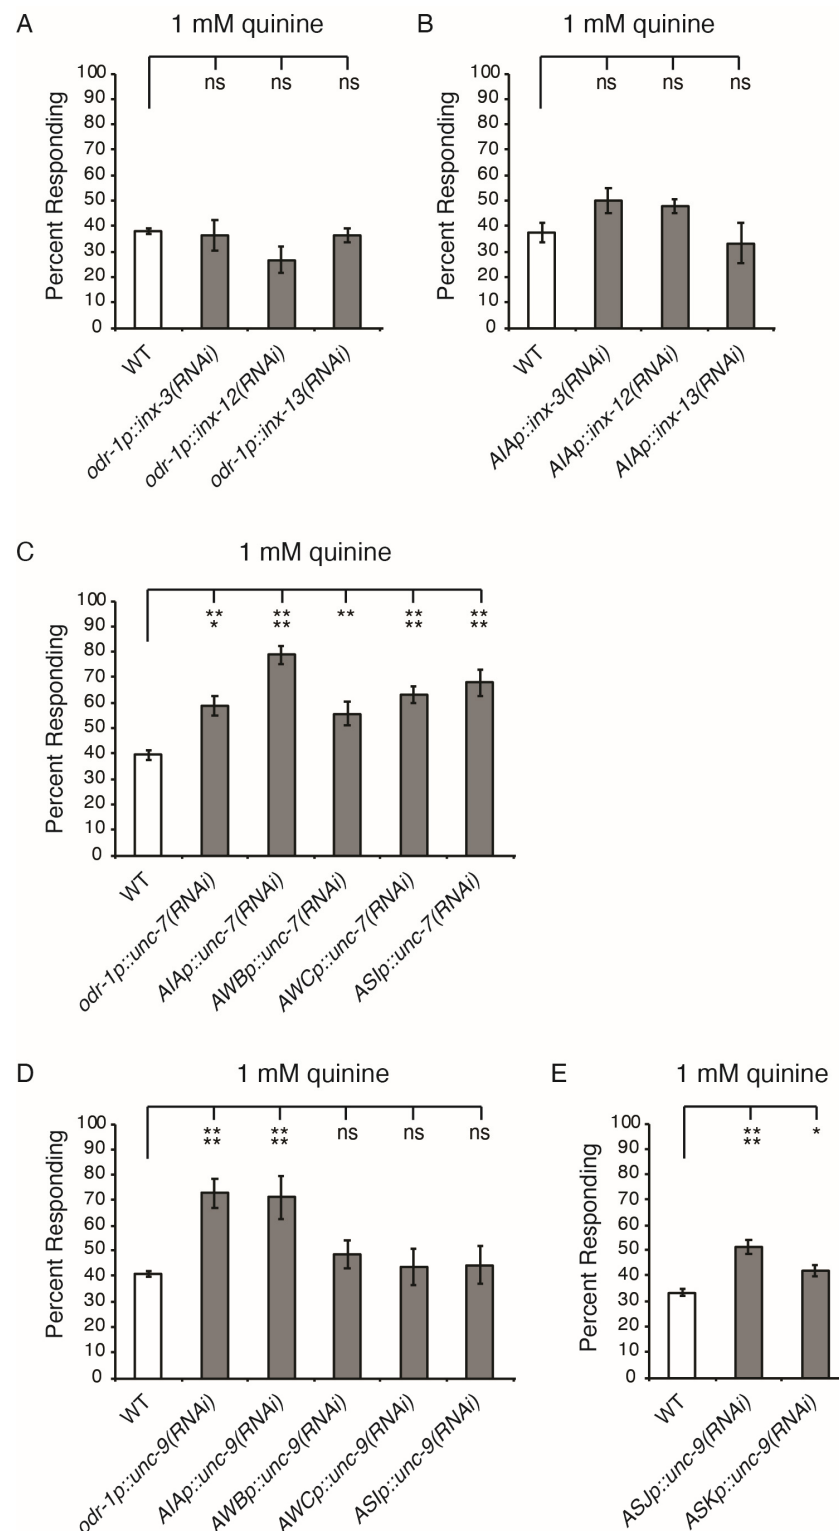 A
1 mM quinine
ns ns ns
Percent Responding
100
90
80
70
60
50
40
30
20
10
0
WT
odr-1p::inx-3(RNAi)
odr-1p::inx-12(RNAi)
odr-1p::inx-13(RNAi)
B
1 mM quinine
ns ns ns
Percent Responding
100
90
80
70
60
50
40
30
20
10
0
WT
AIAp::inx-3(RNAi)
AIAp::inx-12(RNAi)
AIAp::inx-13(RNAi)
C
1 mM quinine
** ** ** ** **
* ** ** **
Percent Responding
100
90
80
70
60
50
40
30
20
10
0
WT
odr-1p::unc-7(RNAi)
AIAp::unc-7(RNAi)
AWBp::unc-7(RNAi)
AWCp::unc-7(RNAi)
ASIp::unc-7(RNAi)
D
1 mM quinine
** ** ns ns ns
** **
Percent Responding
100
90
80
70
60
50
40
30
20
10
0
WT
odr-1p::unc-9(RNAi)
AIAp::unc-9(RNAi)
AWBp::unc-9(RNAi)
AWCp::unc-9(RNAi)
ASIp::unc-9(RNAi)
E
1 mM quinine
** *
**
Percent Responding
100
90
80
70
60
50
40
30
20
10
0
WT
ASJp::unc-9(RNAi)
ASKp::unc-9(RNAi)